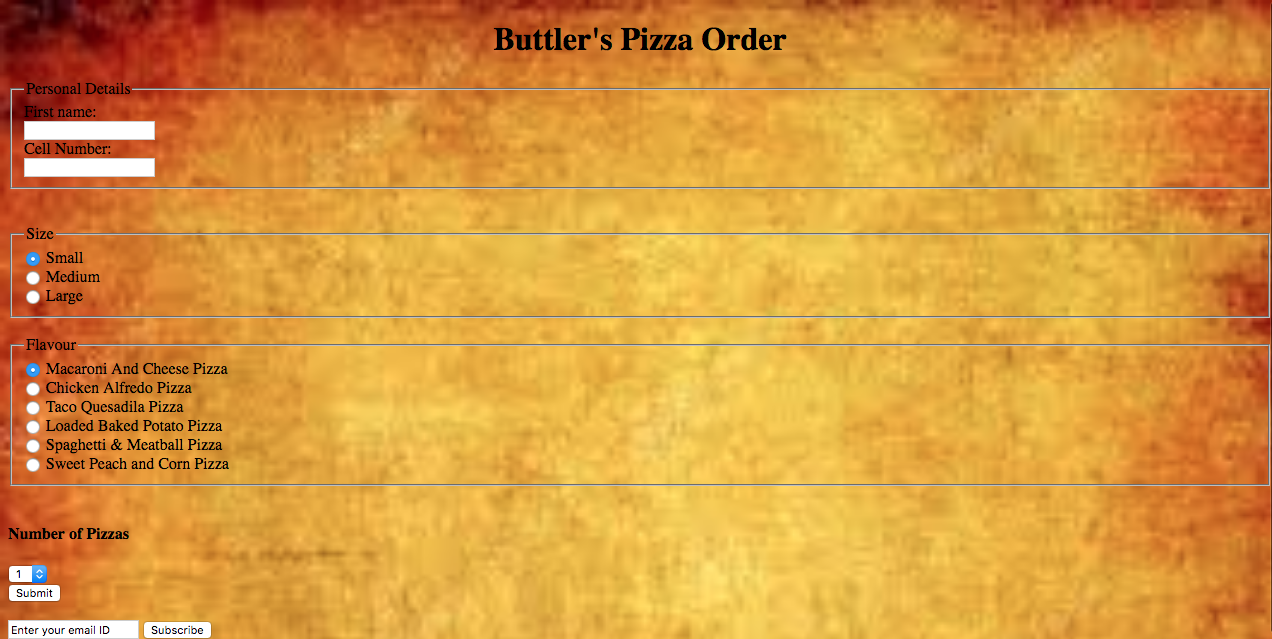 Buttler's Pizza Order
Personal Details
First name:
Cell Number:
Size
Small
Medium
Large
Flavour
Macaroni And Cheese Pizza
Chicken Alfredo Pizza
Taco Quesadila Pizza
Loaded Baked Potato Pizza
Spaghetti & Meatball Pizza
Sweet Peach and Corn Pizza
Number of Pizzas
1
Submit
Enter your email ID Subscribe